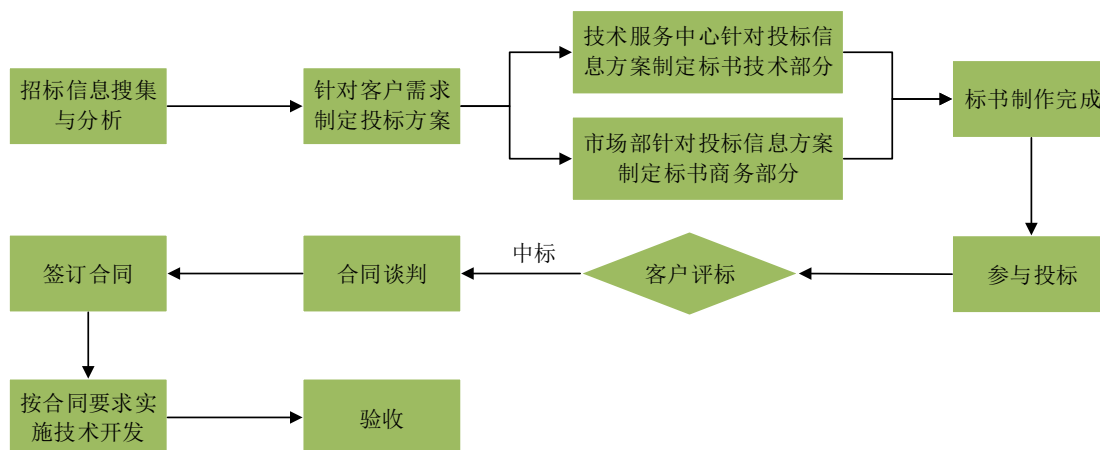 招标信息搜集
与分析
针对客户需求
制定投标方案
技术服务中心针对投标信
息方案制定标书技术部分
市场部针对投标信息方案
制定标书商务部分
标书制作完成
参与投标
客户评标
中标
合同谈判
签订合同
按合同要求实
施技术开发
验收